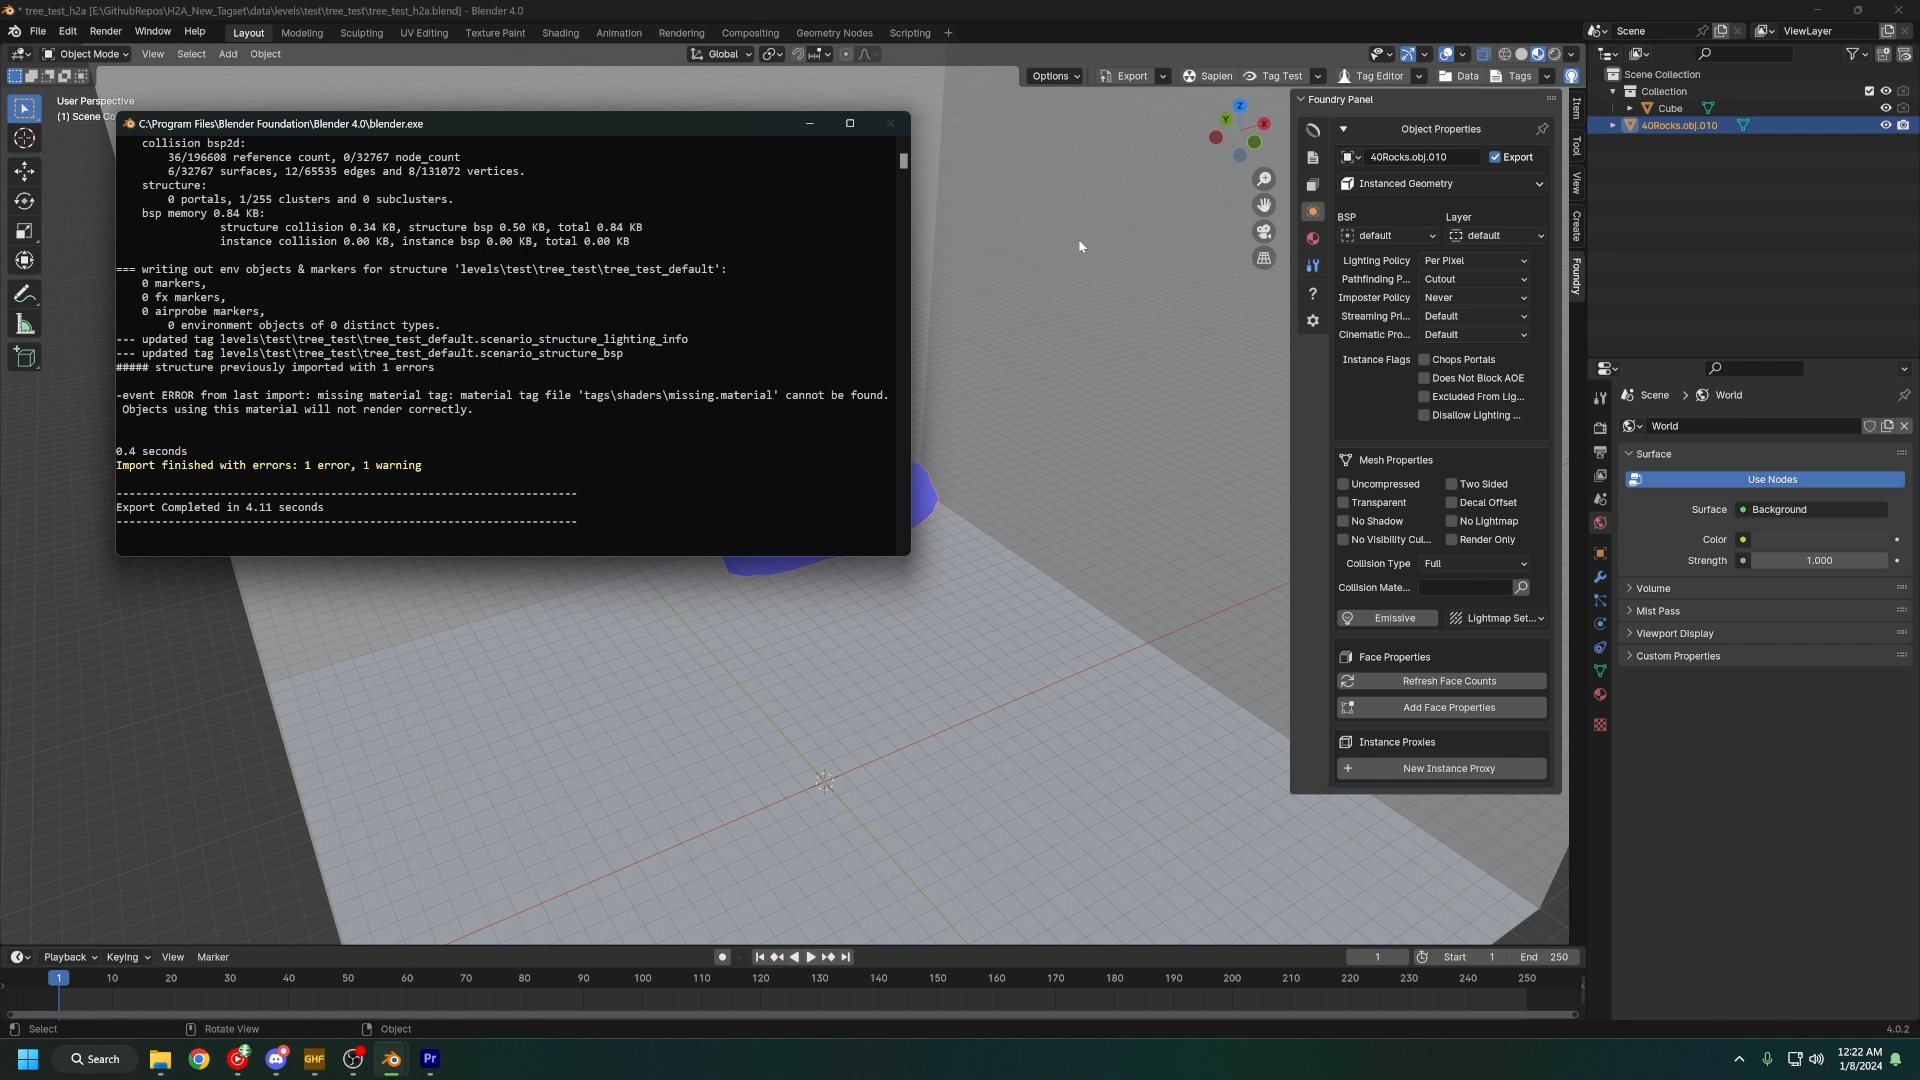 * tree_test_h2a [E:\GithubRepos\H2A_New_Tagset\data\levels\test\tree_test\tree_test_h2a.blend] - Blender 4.0
File Edit Render Window Help Layout Modeling Sculpting UV Editing Texture Paint Shading Animation Rendering Compositing Geometry Nodes Scripting +
Scene ViewLayer
Object Mode View Select Add Object Global
Options Export Sapien Tag Test Tag Editor Data Tags
User Perspective
(1) Scene Co
C:\Program Files\Blender Foundation\Blender 4.0\blender.exe
collision bsp2d:
36/196608 reference count, 0/32767 node_count
6/32767 surfaces, 12/65535 edges and 8/131072 vertices.
structure:
0 portals, 1/255 clusters and 0 subclusters.
bsp memory 0.84 KB:
structure collision 0.34 KB, structure bsp 0.50 KB, total 0.84 KB
instance collision 0.00 KB, instance bsp 0.00 KB, total 0.00 KB
=== writing out env objects & markers for structure 'levels\test\tree_test\tree_test_default':
0 markers,
0 fx markers,
0 airprobe markers,
0 environment objects of 0 distinct types.
--- updated tag levels\test\tree_test\tree_test_default.scenario_structure_lighting_info
--- updated tag levels\test\tree_test\tree_test_default.scenario_structure_bsp
##### structure previously imported with 1 errors
-event ERROR from last import: missing material tag: material tag file 'tags\shaders\missing.material' cannot be found.
Objects using this material will not render correctly.
0.4 seconds
Import finished with errors: 1 error, 1 warning
-----------------------------------------------------------------------
Export Completed in 4.11 seconds
-----------------------------------------------------------------------
Z
Y
X
Foundry Panel
Object Properties
40Rocks.obj.010 Export
Instanced Geometry
BSP Layer
default default
Lighting Policy Per Pixel
Pathfinding P... Cutout
Imposter Policy Never
Streaming Pri... Default
Cinematic Pro... Default
Instance Flags Chops Portals
Does Not Block AOE
Excluded From Lig...
Disallow Lighting ...
Mesh Properties
Uncompressed Two Sided
Transparent Decal Offset
No Shadow No Lightmap
No Visibility Cul... Render Only
Collision Type Full
Collision Mate...
Emissive Lightmap Set...
Face Properties
Refresh Face Counts
Add Face Properties
Instance Proxies
+ New Instance Proxy
Item
Tool
View
Create
Foundry
Scene Collection
Collection
Cube
40Rocks.obj.010
Scene > World
World
Surface
Use Nodes
Surface Background
Color
Strength 1.000
Volume
Mist Pass
Viewport Display
Custom Properties
Playback Keying View Marker 1 Start 1 End 250
1 10 20 30 40 50 60 70 80 90 100 110 120 130 140 150 160 170 180 190 200 210 220 230 240 250
Select Rotate View Object 4.0.2
Search GHF Pr
12:22 AM
1/8/2024